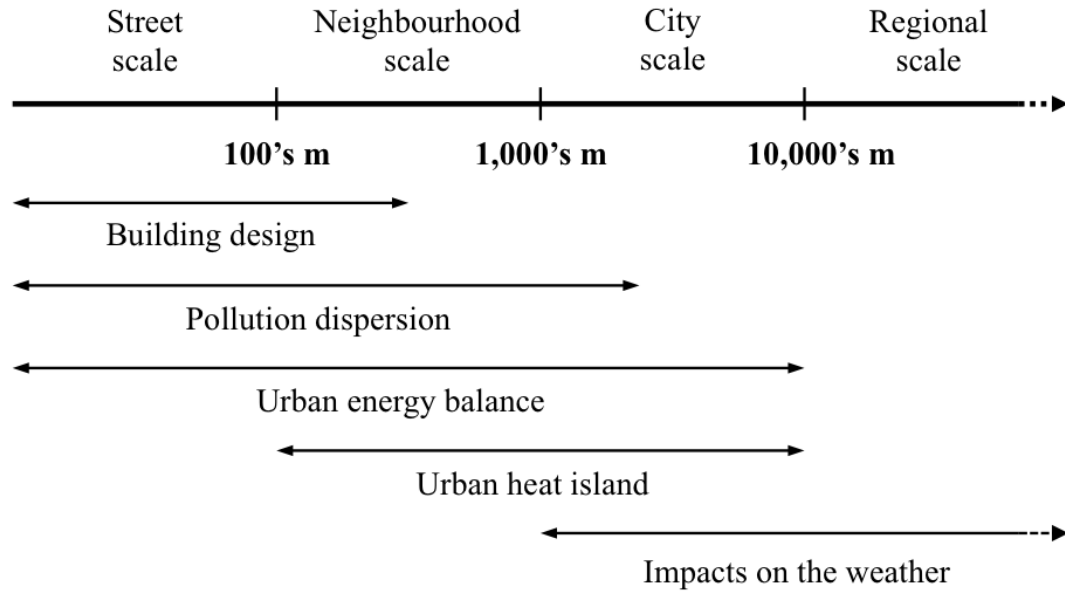 Street scale
Neighbourhood scale
City scale
Regional scale
100’s m
1,000’s m
10,000’s m
Building design
Pollution dispersion
Urban energy balance
Urban heat island
Impacts on the weather